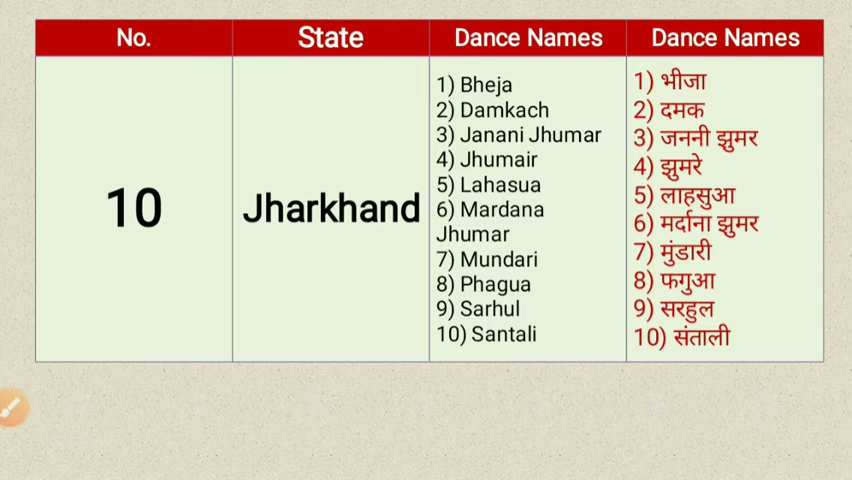 No. State Dance Names Dance Names
10
Jharkhand
1) Bheja
2) Damkach
3) Janani Jhumar
4) Jhumair
5) Lahasua
6) Mardana
Jhumar
7) Mundari
8) Phagua
9) Sarhul
10) Santali
1) भीजा
2) दमक
3) जननी झुमर
4) झुमरे
5) लाहसुआ
6) मर्दाना झुमर
7) मुंडारी
8) फगुआ
9) सरहुल
10) संताली